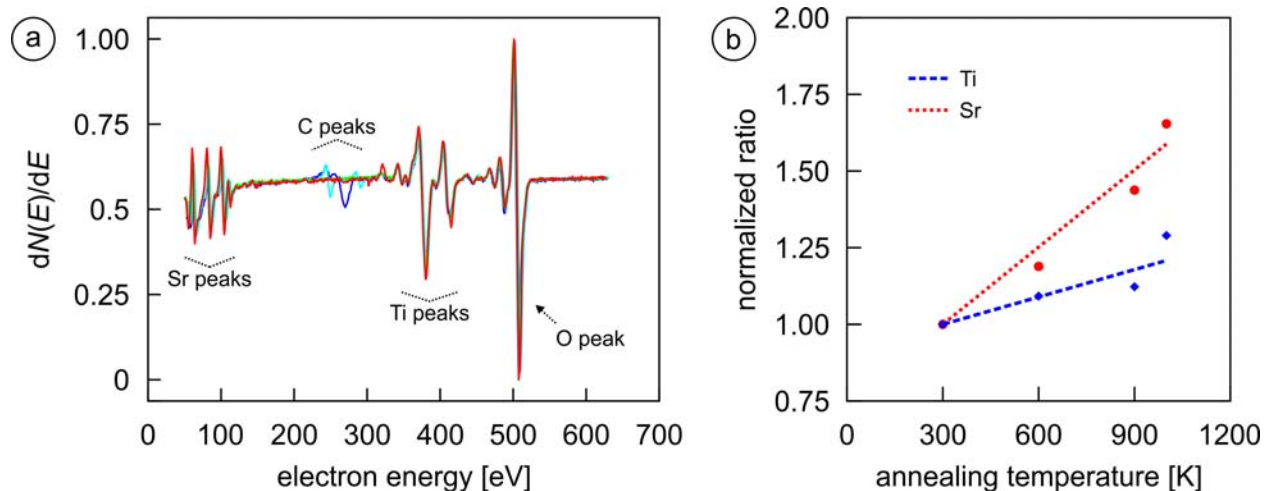 a
dN(E)/dE
1.00
0.75
0.5
0.25
0
C peaks
Sr peaks
Ti peaks
O peak
0 100 200 300 400 500 600 700
electron energy [eV]
b
normalized ratio
2.00
1.75
1.50
1.25
1.00
0.75
Ti
Sr
0 300 600 900 1200
annealing temperature [K]